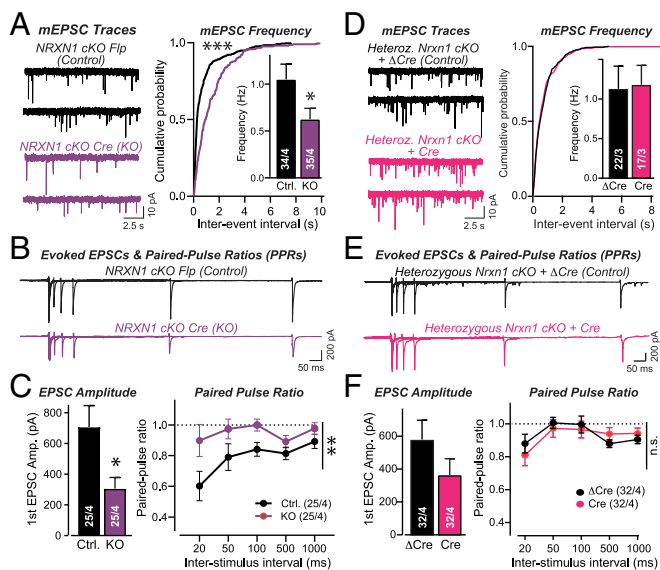 A
mEPSC Traces
NRXN1 cKO Flp
(Control)
NRXN1 cKO Cre (KO)
2.5 s
10 pA
mEPSC Frequency
***
Cumulative probability
1.0
0.5
0.0
0 2 4 6 8 10
Inter-event interval (s)
Frequency (Hz)
1.5
1.0
0.5
0.0
*
34/4
35/4
Ctrl. KO
D
mEPSC Traces
Heteroz. Nrxn1 cKO
+ ΔCre (Control)
Heteroz. Nrxn1 cKO
+ Cre
2.5 s
10 pA
mEPSC Frequency
Cumulative probability
1.0
0.5
0.0
0 2 4 6 8
Inter-event interval (s)
Frequency (Hz)
1.5
1.0
0.5
0.0
22/3
17/3
ΔCre Cre
B
Evoked EPSCs & Paired-Pulse Ratios (PPRs)
NRXN1 cKO Flp (Control)
NRXN1 cKO Cre (KO)
50 ms
200 pA
E
Evoked EPSCs & Paired-Pulse Ratios (PPRs)
Heterozygous Nrxn1 cKO + ΔCre (Control)
Heterozygous Nrxn1 cKO + Cre
50 ms
200 pA
C
EPSC Amplitude
1st EPSC Amp. (pA)
800
600
400
200
0
*
25/4
25/4
Ctrl. KO
Paired Pulse Ratio
Paired-pulse ratio
1.0
0.8
0.6
0.4
**
Ctrl. (25/4)
KO (25/4)
20 50 100 500 1000
Inter-stimulus interval (ms)
F
EPSC Amplitude
1st EPSC Amp. (pA)
800
600
400
200
0
32/4
32/4
ΔCre Cre
Paired Pulse Ratio
Paired-pulse ratio
1.0
0.8
0.6
0.4
n.s.
ΔCre (32/4)
Cre (32/4)
20 50 100 500 1000
Inter-stimulus interval (ms)